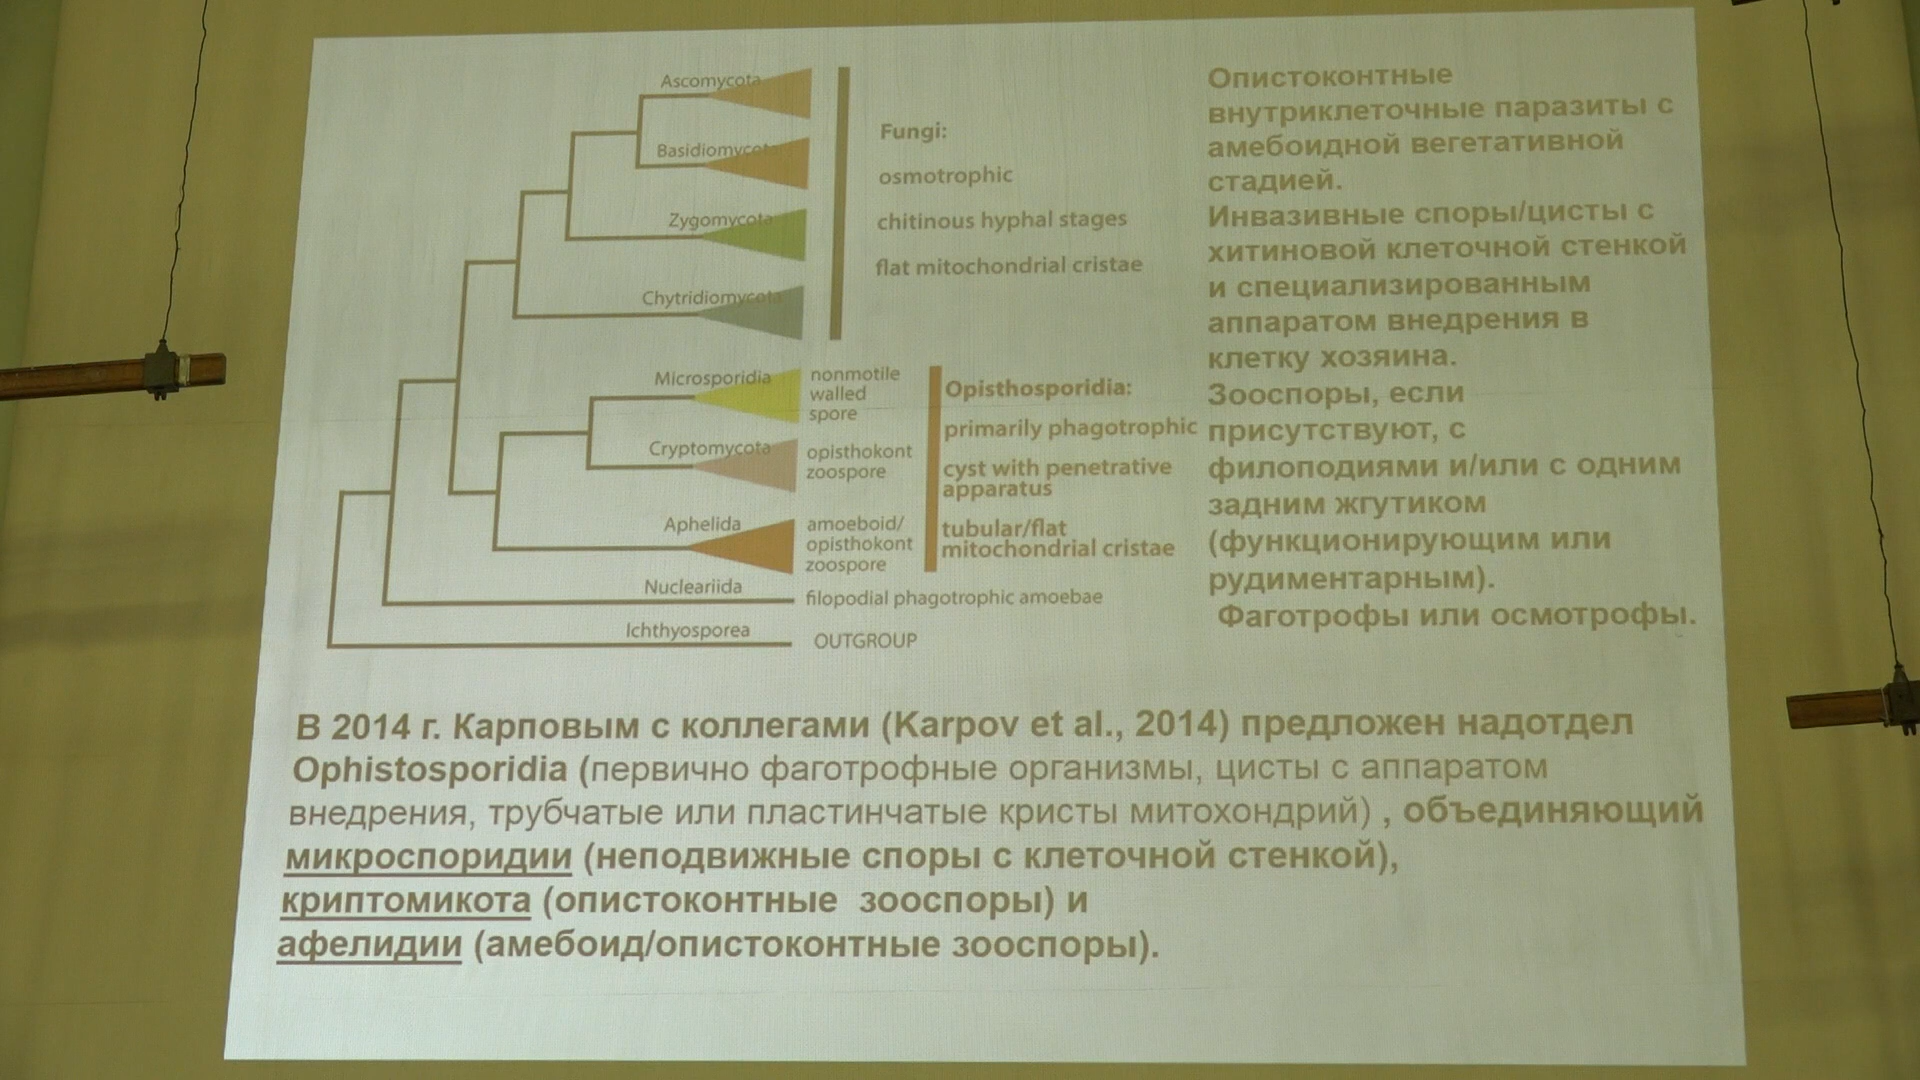 Ascomycota
Basidiomycota
Zygomycota
Chytridiomycota
Fungi:
osmotrophic
chitinous hyphal stages
flat mitochondrial cristae
Microsporidia
nonmotile
walled
spore
Cryptomycota
opisthokont
zoospore
Aphelida
amoeboid/
opisthokont
zoospore
Opisthosporidia:
primarily phagotrophic
cyst with penetrative
apparatus
tubular/flat
mitochondrial cristae
Nucleariida
filopodial phagotrophic amoebae
Ichthyosporea
OUTGROUP
Опистоконтные
внутриклеточные паразиты с
амебоидной вегетативной
стадией.
Инвазивные споры/цисты с
хитиновой клеточной стенкой
и специализированным
аппаратом внедрения в
клетку хозяина.
Зооспоры, если
присутствуют, с
филоподиями и/или с одним
задним жгутиком
(функционирующим или
рудиментарным).
Фаготрофы или осмотрофы.
В 2014 г. Карповым с коллегами (Karpov et al., 2014) предложен надотдел
Ophistosporidia (первично фаготрофные организмы, цисты с аппаратом
внедрения, трубчатые или пластинчатые кристы митохондрий) , объединяющий
микроспоридии (неподвижные споры с клеточной стенкой),
криптомикота (опистоконтные зооспоры) и
афелидии (амебоид/опистоконтные зооспоры).